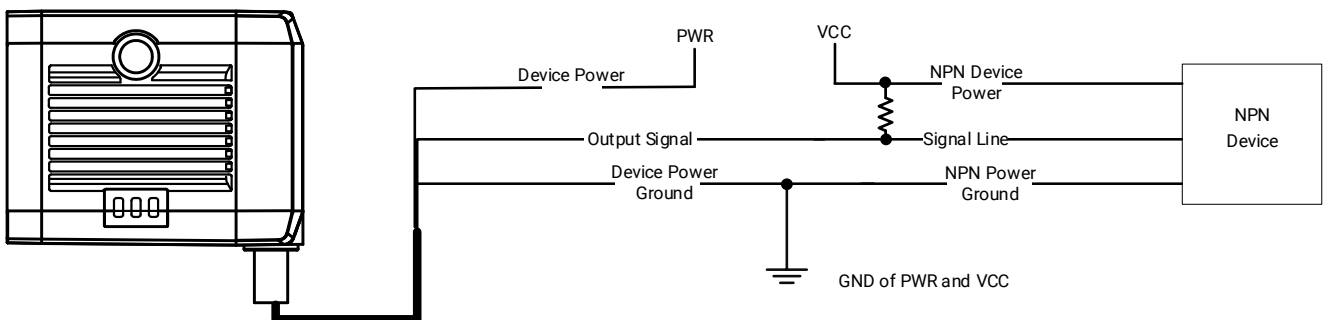 PWR
VCC
Device Power
NPN Device
Power
NPN
Device
Output Signal
Signal Line
Device Power
Ground
NPN Power
Ground
GND of PWR and VCC